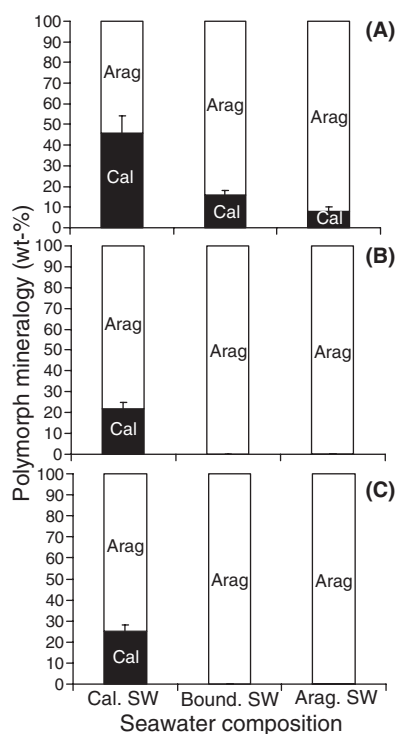 Polymorph mineralogy (wt-%)
(A)
100
90
80
70
60
50
40
30
20
10
0
Arag
Cal
Arag
Cal
Arag
Cal
(B)
100
90
80
70
60
50
40
30
20
10
0
Arag
Cal
Arag
Arag
(C)
100
90
80
70
60
50
40
30
20
10
0
Arag
Cal
Arag
Arag
Cal. SW Bound. SW Arag. SW
Seawater composition